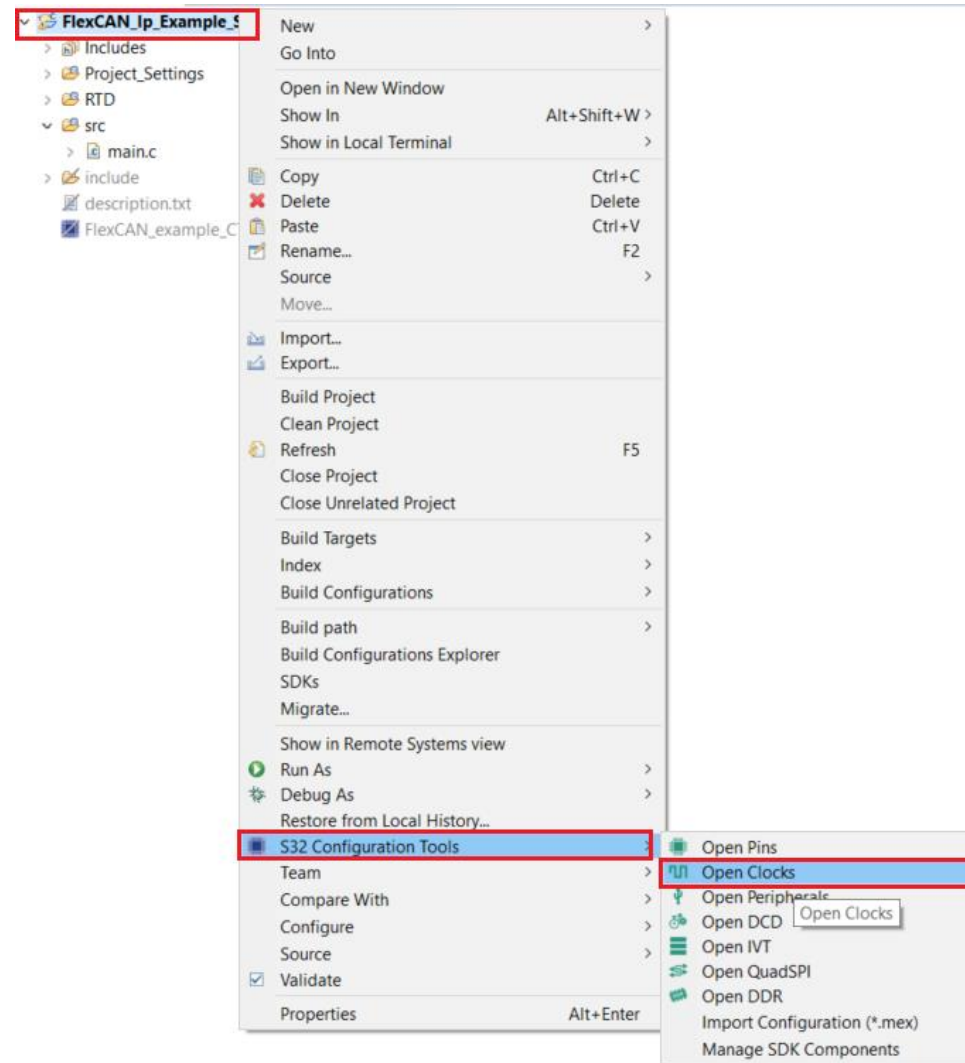 FlexCAN_Ip_Example_S
Includes
Project_Settings
RTD
src
main.c
include
description.txt
FlexCAN_example_C
New
Go Into
Open in New Window
Show In Alt+Shift+W
Show in Local Terminal
Copy Ctrl+C
Delete Delete
Paste Ctrl+V
Rename... F2
Source
Move...
Import...
Export...
Build Project
Clean Project
Refresh F5
Close Project
Close Unrelated Project
Build Targets
Index
Build Configurations
Build path
Build Configurations Explorer
SDKs
Migrate...
Show in Remote Systems view
Run As
Debug As
Restore from Local History...
S32 Configuration Tools
Team
Compare With
Configure
Source
Validate
Properties Alt+Enter
Open Pins
Open Clocks
Open Peripherals
Open DCD
Open Clocks
Open IVT
Open QuadSPI
Open DDR
Import Configuration (*.mex)
Manage SDK Components